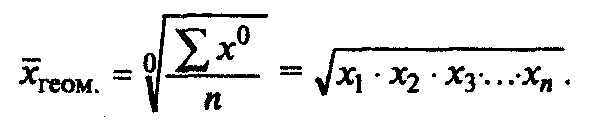 x̄геом. = ⁰√(∑x⁰/n) = √(x₁ · x₂ · x₃·…·xₙ).